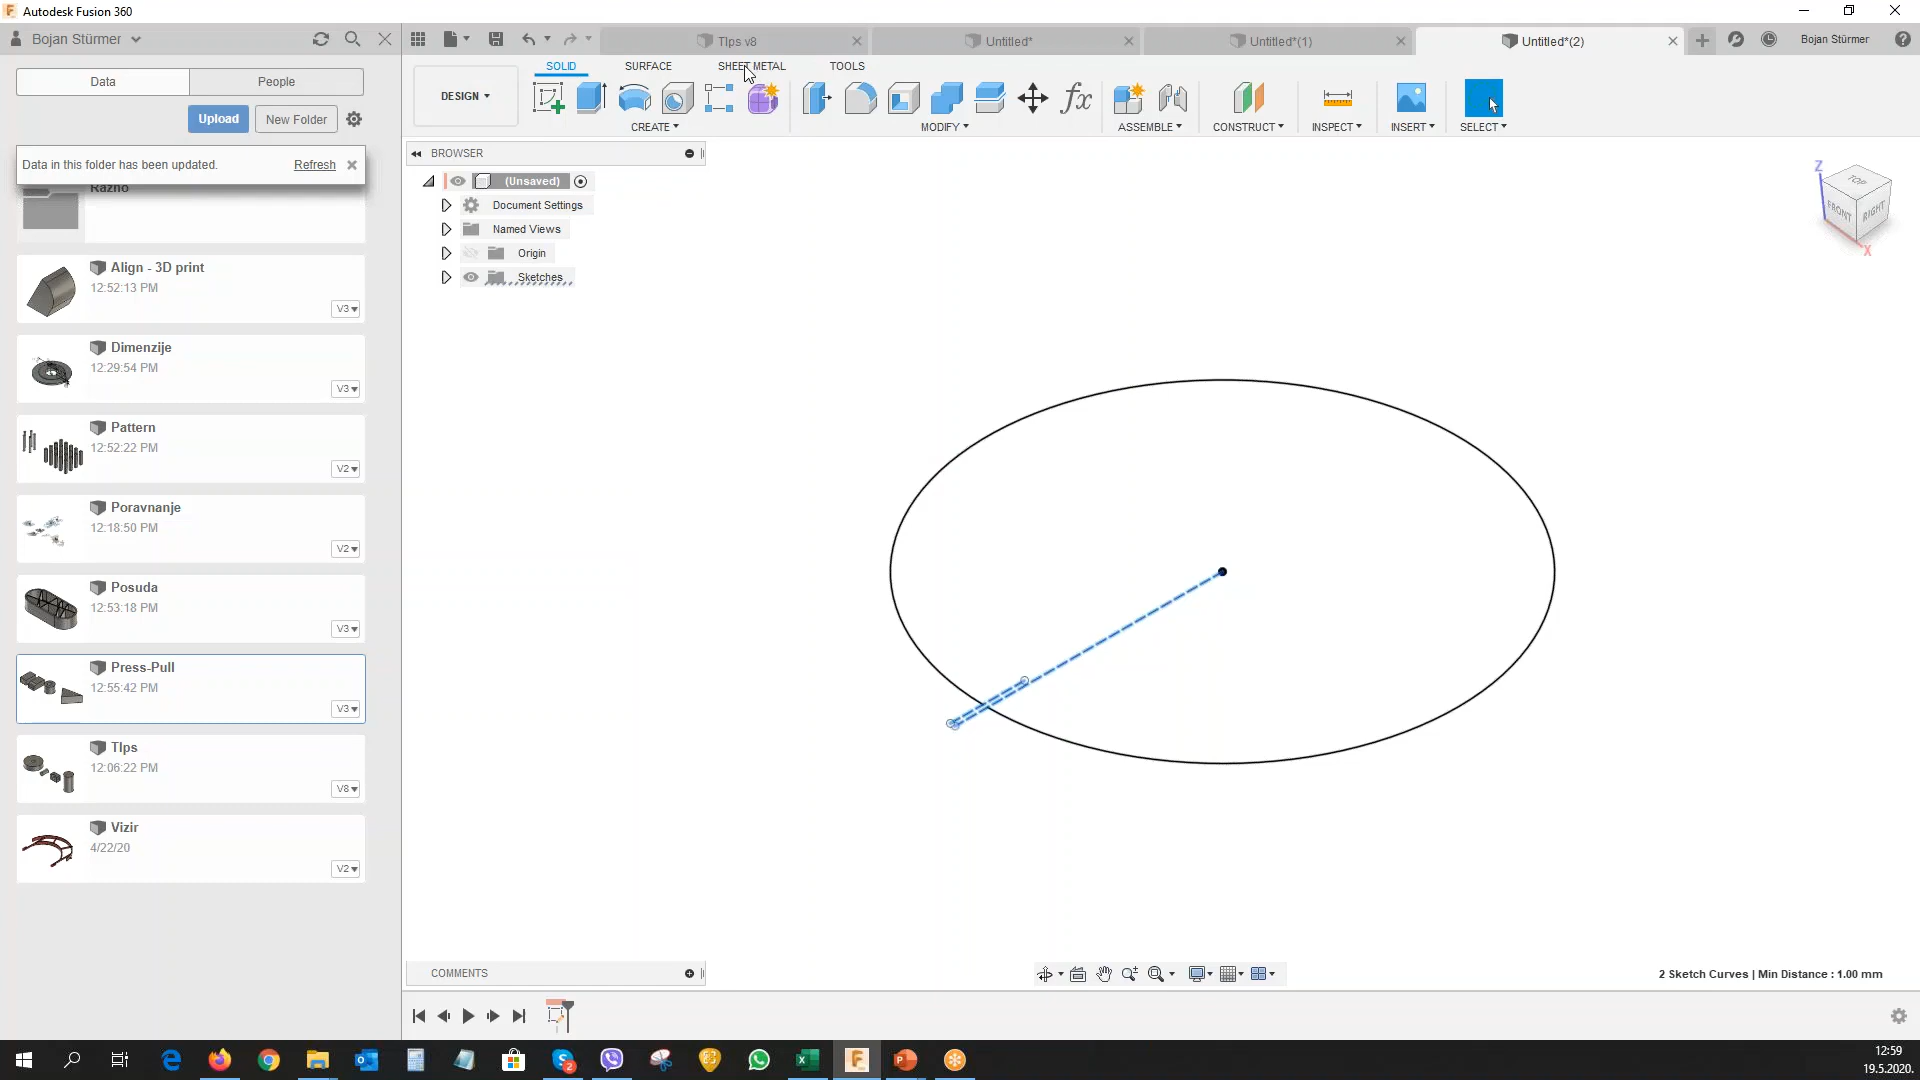 Autodesk Fusion 360
Bojan Stürmer
TIps v8
Untitled*
Untitled*(1)
Untitled*(2)
Bojan Stürmer
Data
People
Upload
New Folder
Data in this folder has been updated.
Refresh
Razno
Align - 3D print
12:52:13 PM
V3
Dimenzije
12:29:54 PM
V3
Pattern
12:52:22 PM
V2
Poravnanje
12:18:50 PM
V2
Posuda
12:53:18 PM
V3
Press-Pull
12:55:42 PM
V3
TIps
12:06:22 PM
V8
Vizir
4/22/20
V2
SOLID
SURFACE
SHEET METAL
TOOLS
DESIGN
CREATE
MODIFY
ASSEMBLE
CONSTRUCT
INSPECT
INSERT
SELECT
BROWSER
(Unsaved)
Document Settings
Named Views
Origin
Sketches
Z
TOP
FRONT
RIGHT
X
COMMENTS
2 Sketch Curves | Min Distance : 1.00 mm
12:59
19.5.2020.